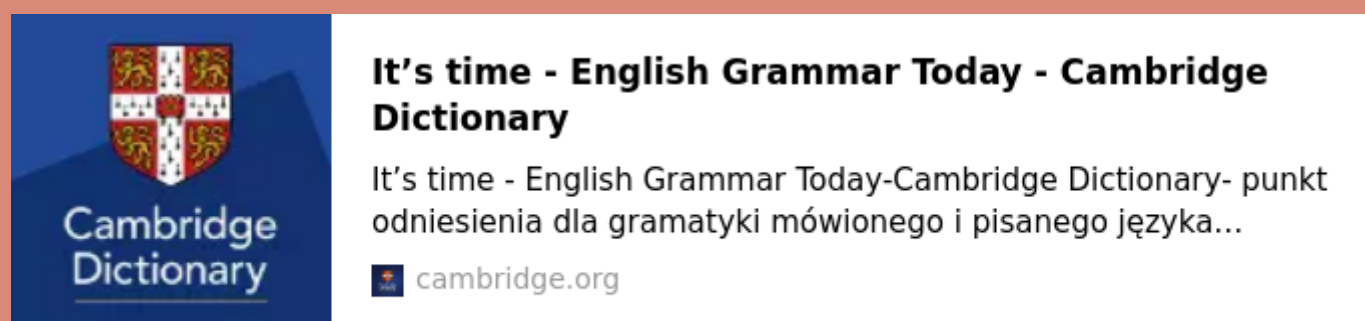 Cambridge
Dictionary
It’s time - English Grammar Today - Cambridge
Dictionary
It’s time - English Grammar Today-Cambridge Dictionary- punkt
odniesienia dla gramatyki mówionego i pisanego języka...
cambridge.org